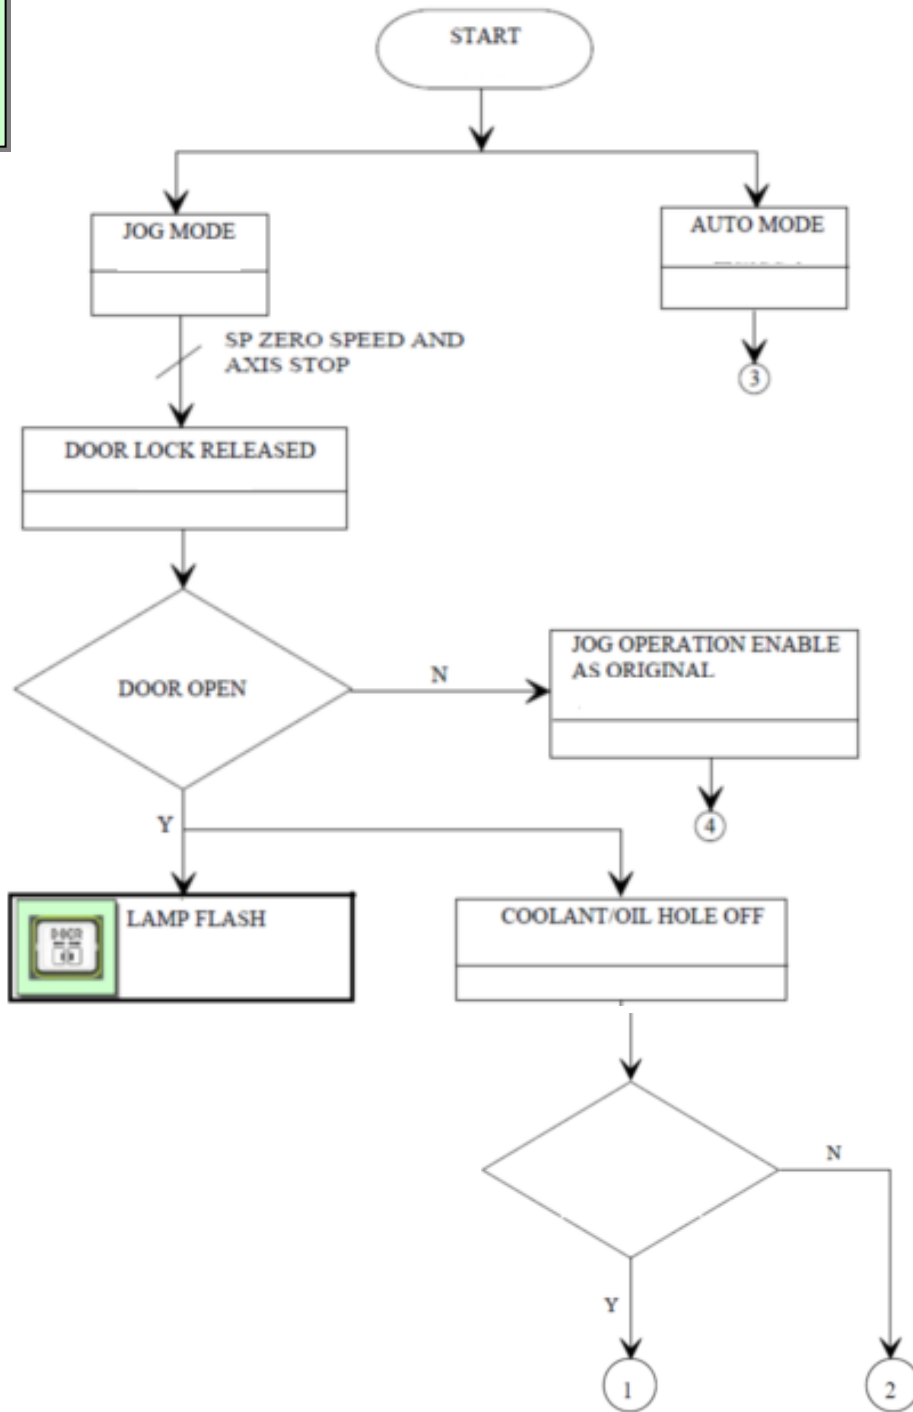 START
JOG MODE
AUTO MODE
SP ZERO SPEED AND
AXIS STOP
3
DOOR LOCK RELEASED
DOOR OPEN
N
JOG OPERATION ENABLE
AS ORIGINAL
4
Y
LAMP FLASH
DOOR
COOLANT/OIL HOLE OFF
N
Y
1
2